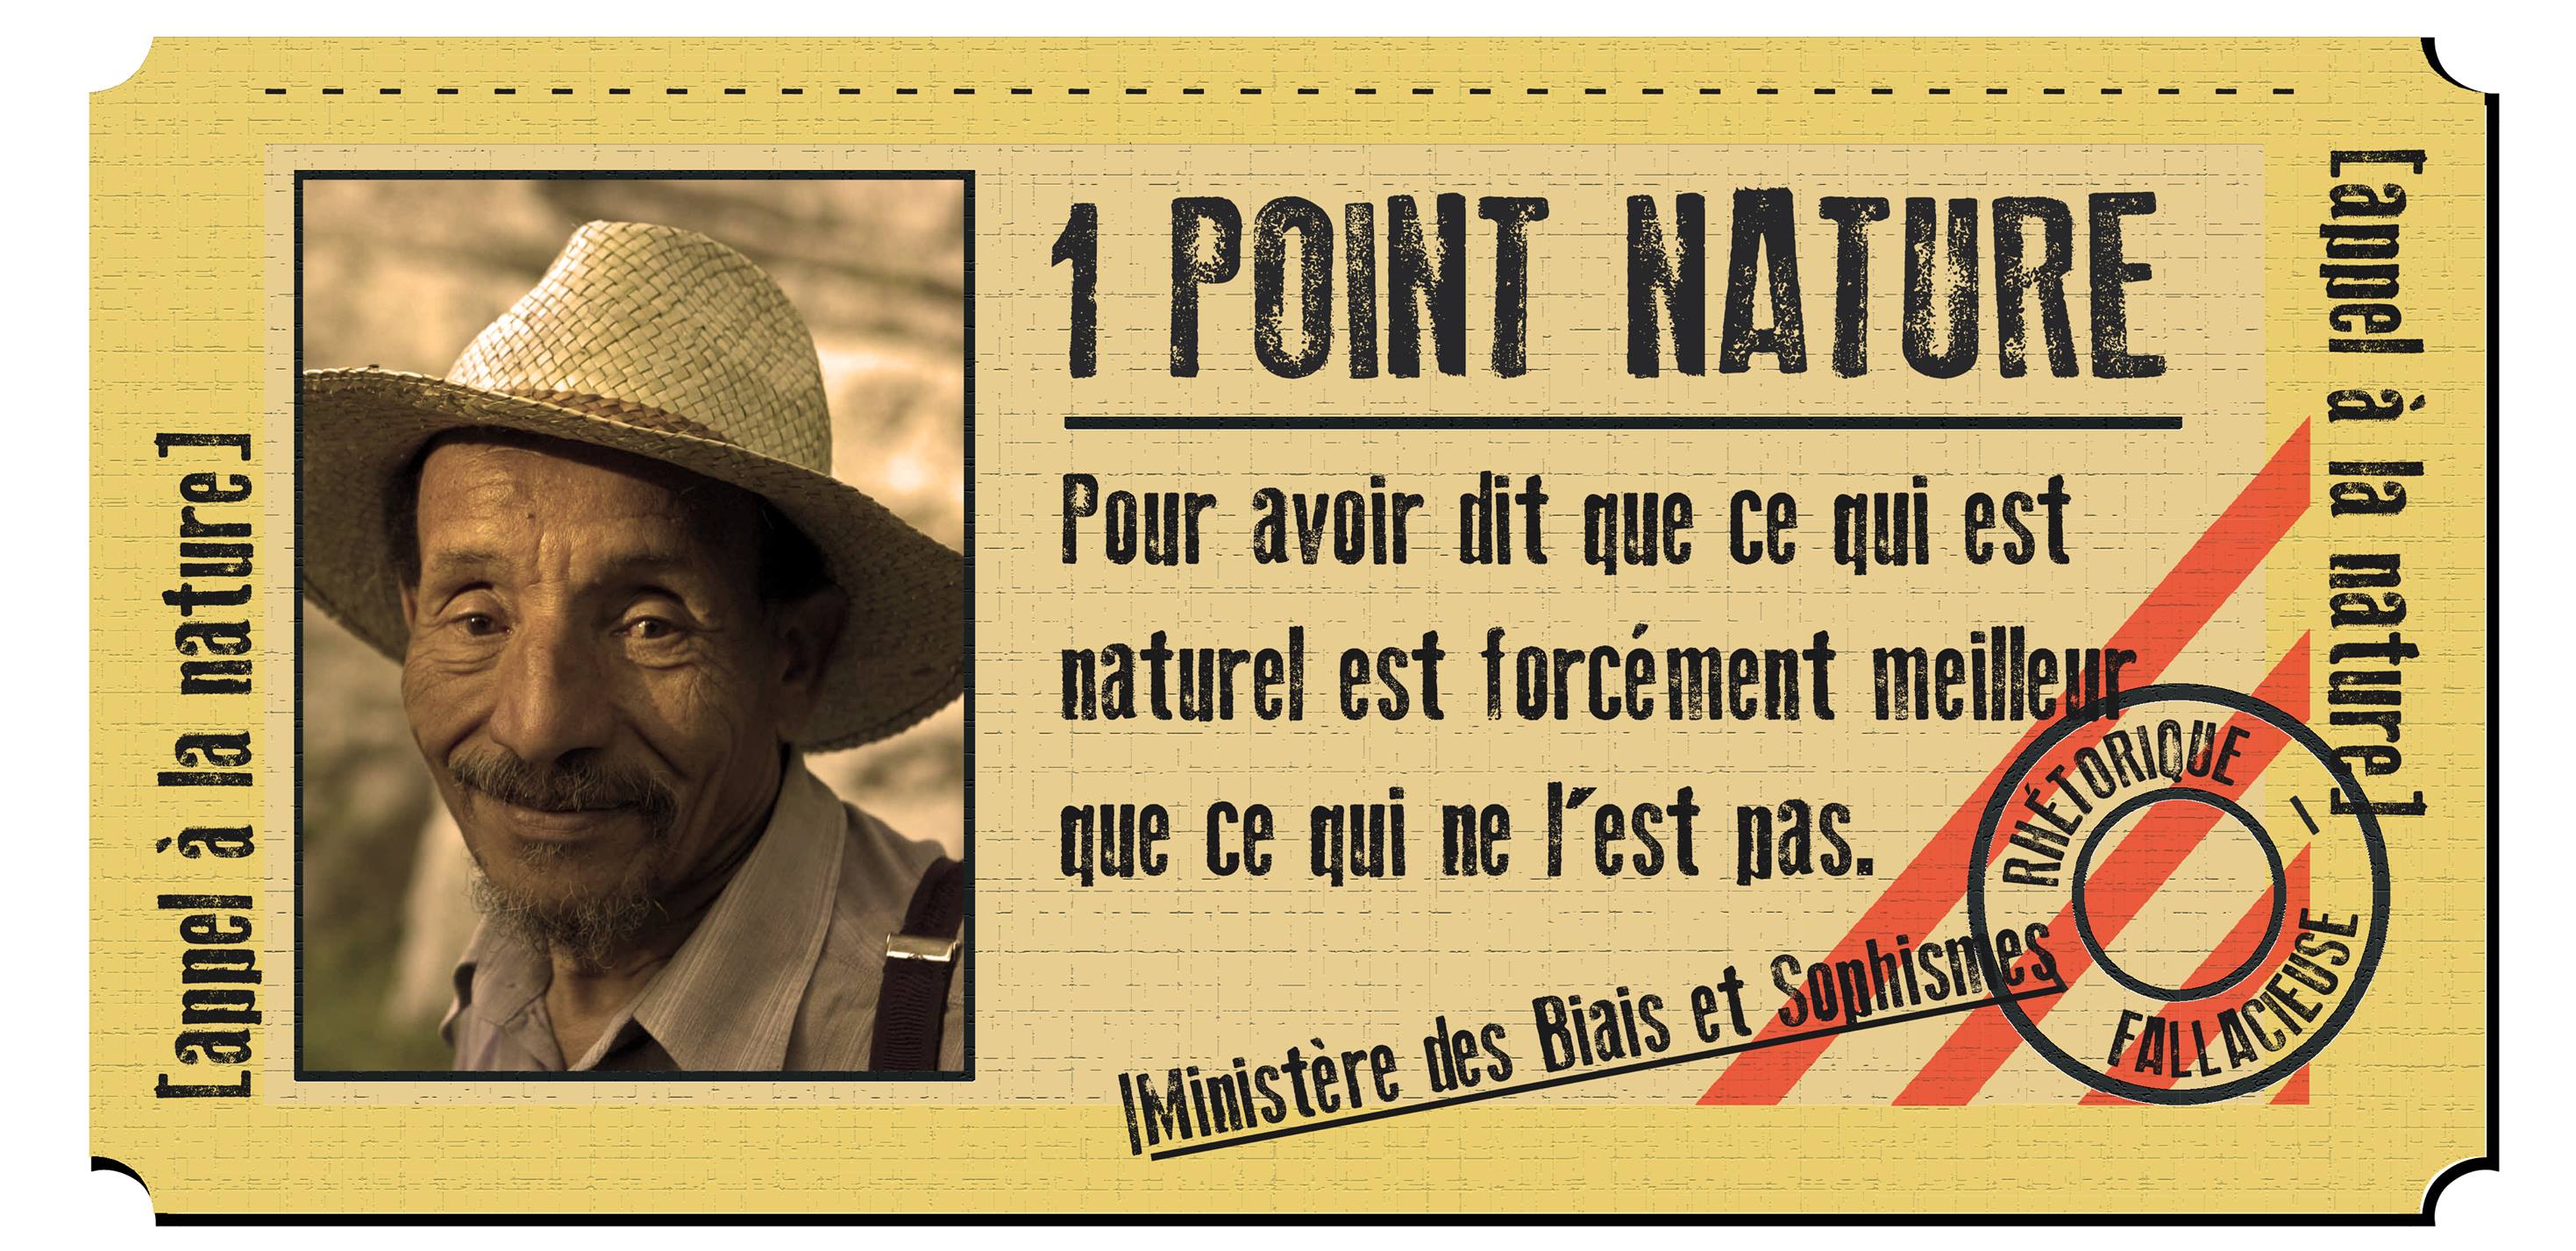 [appel à la nature]
1 POINT NATURE
Pour avoir dit que ce qui est
naturel est forcément meilleur
que ce qui ne l'est pas.
|Ministère des Biais et Sophismes
RHÉTORIQUE
FALLACIEUSE
[appel à la nature]